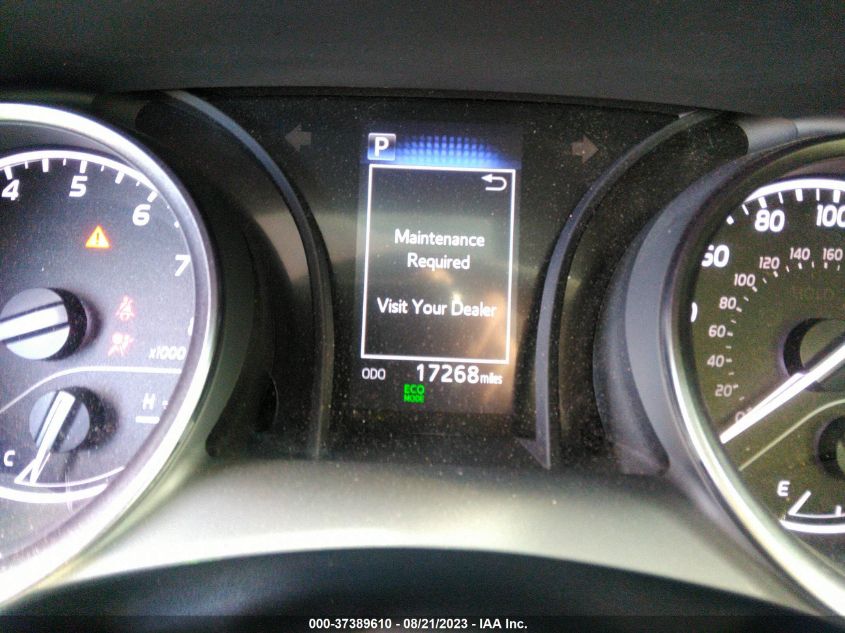 P
Maintenance
Required
Visit Your Dealer
ODO 17268 miles
ECO
MODE
4 5 6 7
x1000
H
C
60 80 100
20 40 60 80 100 120 140 160
E
000-37389610 - 08/21/2023 - IAA Inc.